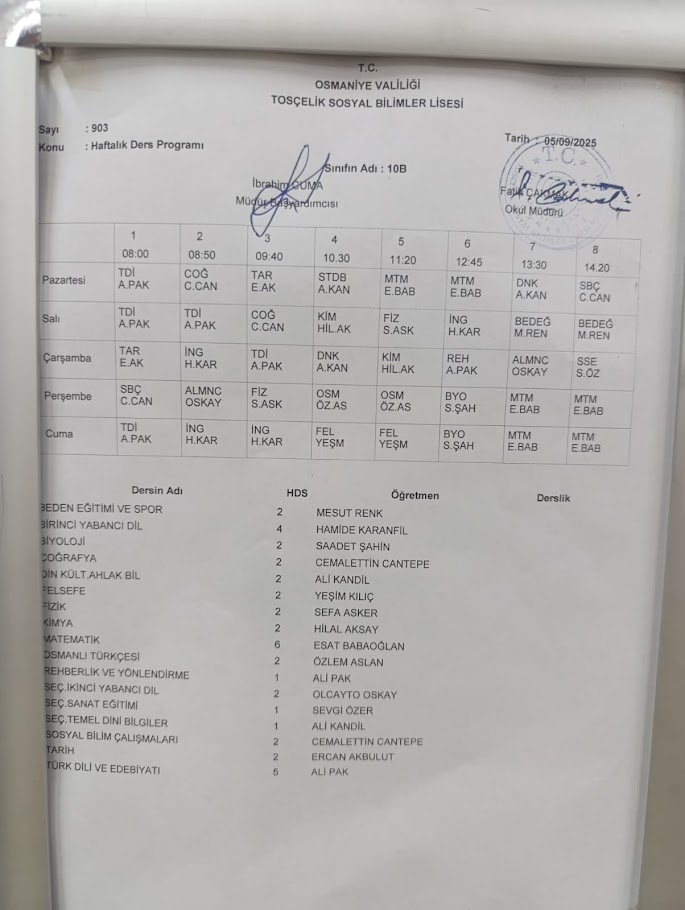 T.C.
OSMANİYE VALİLİĞİ
TOSÇELİK SOSYAL BİLİMLER LİSESİ
Sayı : 903
Konu : Haftalık Ders Programı
Tarih : 05/09/2025
T.C.
Sınıfın Adı : 10B
İbrahim CUMA
Müdür Başyardımcısı
Fatih ÇAKMAK
Okul Müdürü
1 2 3 4 5 6 7 8
08:00 08:50 09:40 10.30 11:20 12:45 13:30 14.20
Pazartesi TDİ COĞ TAR STDB MTM MTM DNK SBÇ
A.PAK C.CAN E.AK A.KAN E.BAB E.BAB A.KAN C.CAN
Salı TDİ TDİ COĞ KİM FİZ İNG BEDEĞ BEDEĞ
A.PAK A.PAK C.CAN HİL.AK S.ASK H.KAR M.REN M.REN
Çarşamba TAR İNG TDİ DNK KİM REH ALMNC SSE
E.AK H.KAR A.PAK A.KAN HİL.AK A.PAK OSKAY S.ÖZ
Perşembe SBÇ ALMNC FİZ OSM OSM BYO MTM MTM
C.CAN OSKAY S.ASK ÖZ.AS ÖZ.AS S.ŞAH E.BAB E.BAB
Cuma TDİ İNG İNG FEL FEL BYO MTM MTM
A.PAK H.KAR H.KAR YEŞM YEŞM S.ŞAH E.BAB E.BAB
Dersin Adı HDS Öğretmen Derslik
BEDEN EĞİTİMİ VE SPOR 2 MESUT RENK
BİRİNCİ YABANCI DİL 4 HAMİDE KARANFİL
BİYOLOJİ 2 SAADET ŞAHİN
COĞRAFYA 2 CEMALETTİN CANTEPE
DİN KÜLT.AHLAK BİL 2 ALİ KANDİL
FELSEFE 2 YEŞİM KILIÇ
FİZİK 2 SEFA ASKER
KİMYA 2 HİLAL AKSAY
MATEMATİK 6 ESAT BABAOĞLAN
OSMANLI TÜRKÇESİ 2 ÖZLEM ASLAN
REHBERLİK VE YÖNLENDİRME 1 ALİ PAK
SEÇ.İKİNCİ YABANCI DİL 2 OLCAYTO OSKAY
SEÇ.SANAT EĞİTİMİ 1 SEVGİ ÖZER
SEÇ.TEMEL DİNİ BİLGİLER 1 ALİ KANDİL
SOSYAL BİLİM ÇALIŞMALARI 2 CEMALETTİN CANTEPE
TARİH 2 ERCAN AKBULUT
TÜRK DİLİ VE EDEBİYATI 5 ALİ PAK